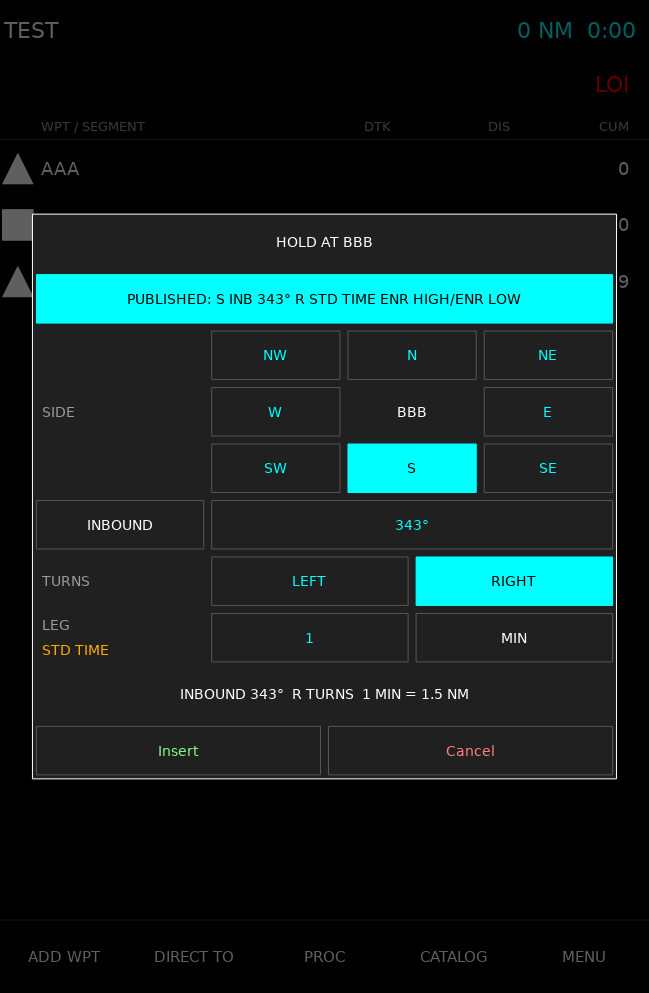 TEST 0 NM 0:00
LOI
WPT / SEGMENT DTK DIS CUM
AAA 0
0
9
HOLD AT BBB
PUBLISHED: S INB 343° R STD TIME ENR HIGH/ENR LOW
NW N NE
SIDE W BBB E
SW S SE
INBOUND 343°
TURNS LEFT RIGHT
LEG
STD TIME 1 MIN
INBOUND 343° R TURNS 1 MIN = 1.5 NM
Insert Cancel
ADD WPT DIRECT TO PROC CATALOG MENU